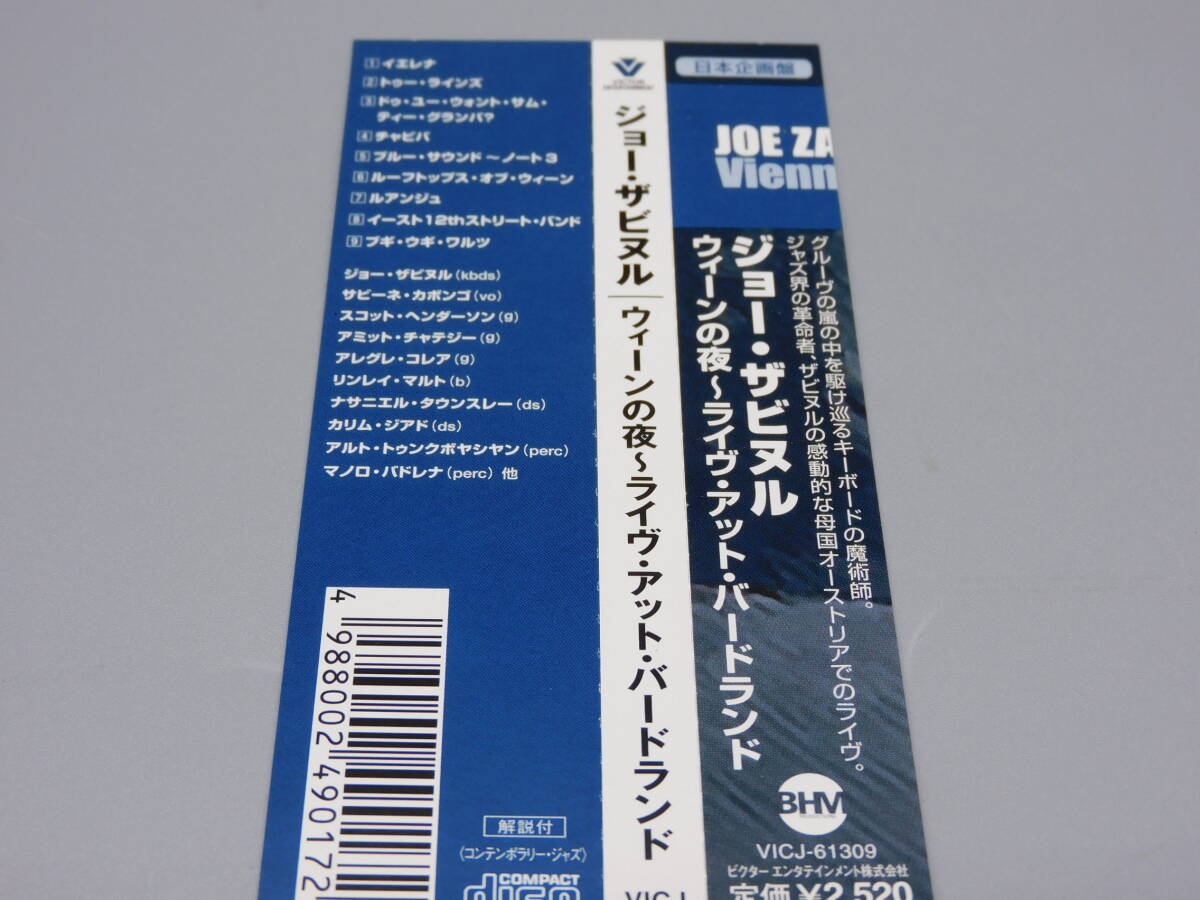 1 イエレナ
2 トゥー・ラインズ
3 ドゥ・ユー・ウォント・サム・
ティー・グランパ?
4 チャビバ
5 ブルー・サウンド～ノート3
6 ルーフトップス・オブ・ウィーン
7 ルアンジュ
8 イースト12thストリート・バンド
9 ブギ・ウギ・ワルツ
ジョー・ザビヌル(kbds)
サビーネ・カボンゴ(vo)
スコット・ヘンダーソン(g)
アミット・チャテジー(g)
アレグレ・コレア(g)
リンレイ・マルト(b)
ナサニエル・タウンスレー(ds)
カリム・ジアド(ds)
アルト・トゥンクボヤシヤン(perc)
マノロ・バドレナ(perc) 他
4 988002 490172
解説付
〈コンテンポラリー・ジャズ〉
COMPACT
disc
VICTOR
ENTERTAINMENT
ジョー・ザビヌル ウィーンの夜～ライヴ・アット・バードランド
VICJ
日本企画盤
JOE ZA
Vienn
グルーヴの嵐の中を駆け巡るキーボードの魔術師。
ジャズ界の革命者、ザビヌルの感動的な母国オーストリアでのライヴ。
ジョー・ザビヌル
ウィーンの夜～ライヴ・アット・バードランド
BHM
PRODUCTIONS
VICJ-61309
ビクター エンタテインメント株式会社
定価¥2,520